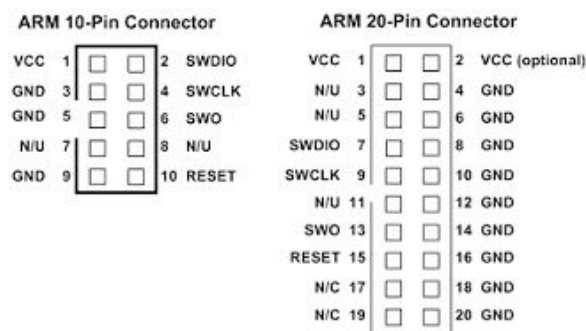 ARM 10-Pin Connector
VCC 1 2 SWDIO
GND 3 4 SWCLK
GND 5 6 SWO
N/U 7 8 N/U
GND 9 10 RESET
ARM 20-Pin Connector
VCC 1 2 VCC (optional)
N/U 3 4 GND
N/U 5 6 GND
SWDIO 7 8 GND
SWCLK 9 10 GND
N/U 11 12 GND
SWO 13 14 GND
RESET 15 16 GND
N/C 17 18 GND
N/C 19 20 GND